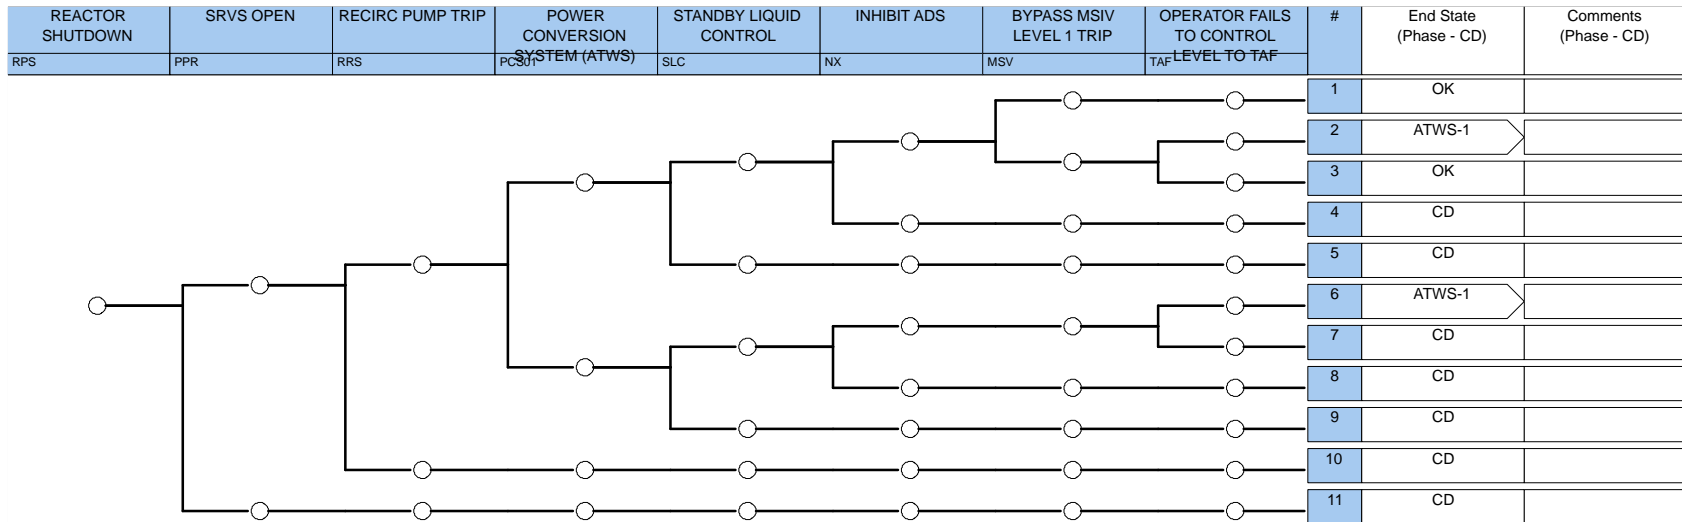 REACTOR
SHUTDOWN
RPS
SRVS OPEN
PPR
RECIRC PUMP TRIP
RRS
POWER
CONVERSION
SYSTEM (ATWS)
PCS01
STANDBY LIQUID
CONTROL
SLC
INHIBIT ADS
NX
BYPASS MSIV
LEVEL 1 TRIP
MSV
OPERATOR FAILS
TO CONTROL
LEVEL TO TAF
TAF
#
End State
(Phase - CD)
Comments
(Phase - CD)
1 OK
2 ATWS-1
3 OK
4 CD
5 CD
6 ATWS-1
7 CD
8 CD
9 CD
10 CD
11 CD